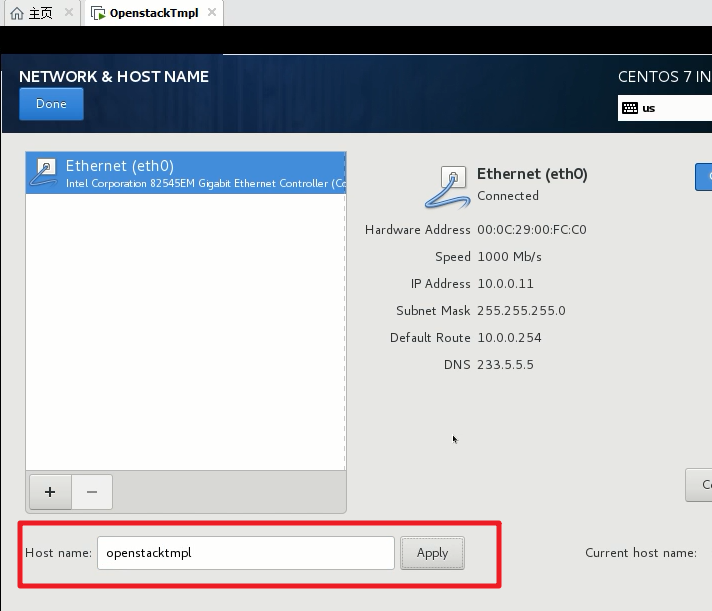 主页 OpenstackTmpl
NETWORK & HOST NAME
CENTOS 7 IN
Done
us
Ethernet (eth0)
Intel Corporation 82545EM Gigabit Ethernet Controller (Co
Ethernet (eth0)
Connected
Hardware Address 00:0C:29:00:FC:C0
Speed 1000 Mb/s
IP Address 10.0.0.11
Subnet Mask 255.255.255.0
Default Route 10.0.0.254
DNS 233.5.5.5
Host name: openstacktmpl Apply
Current host name: